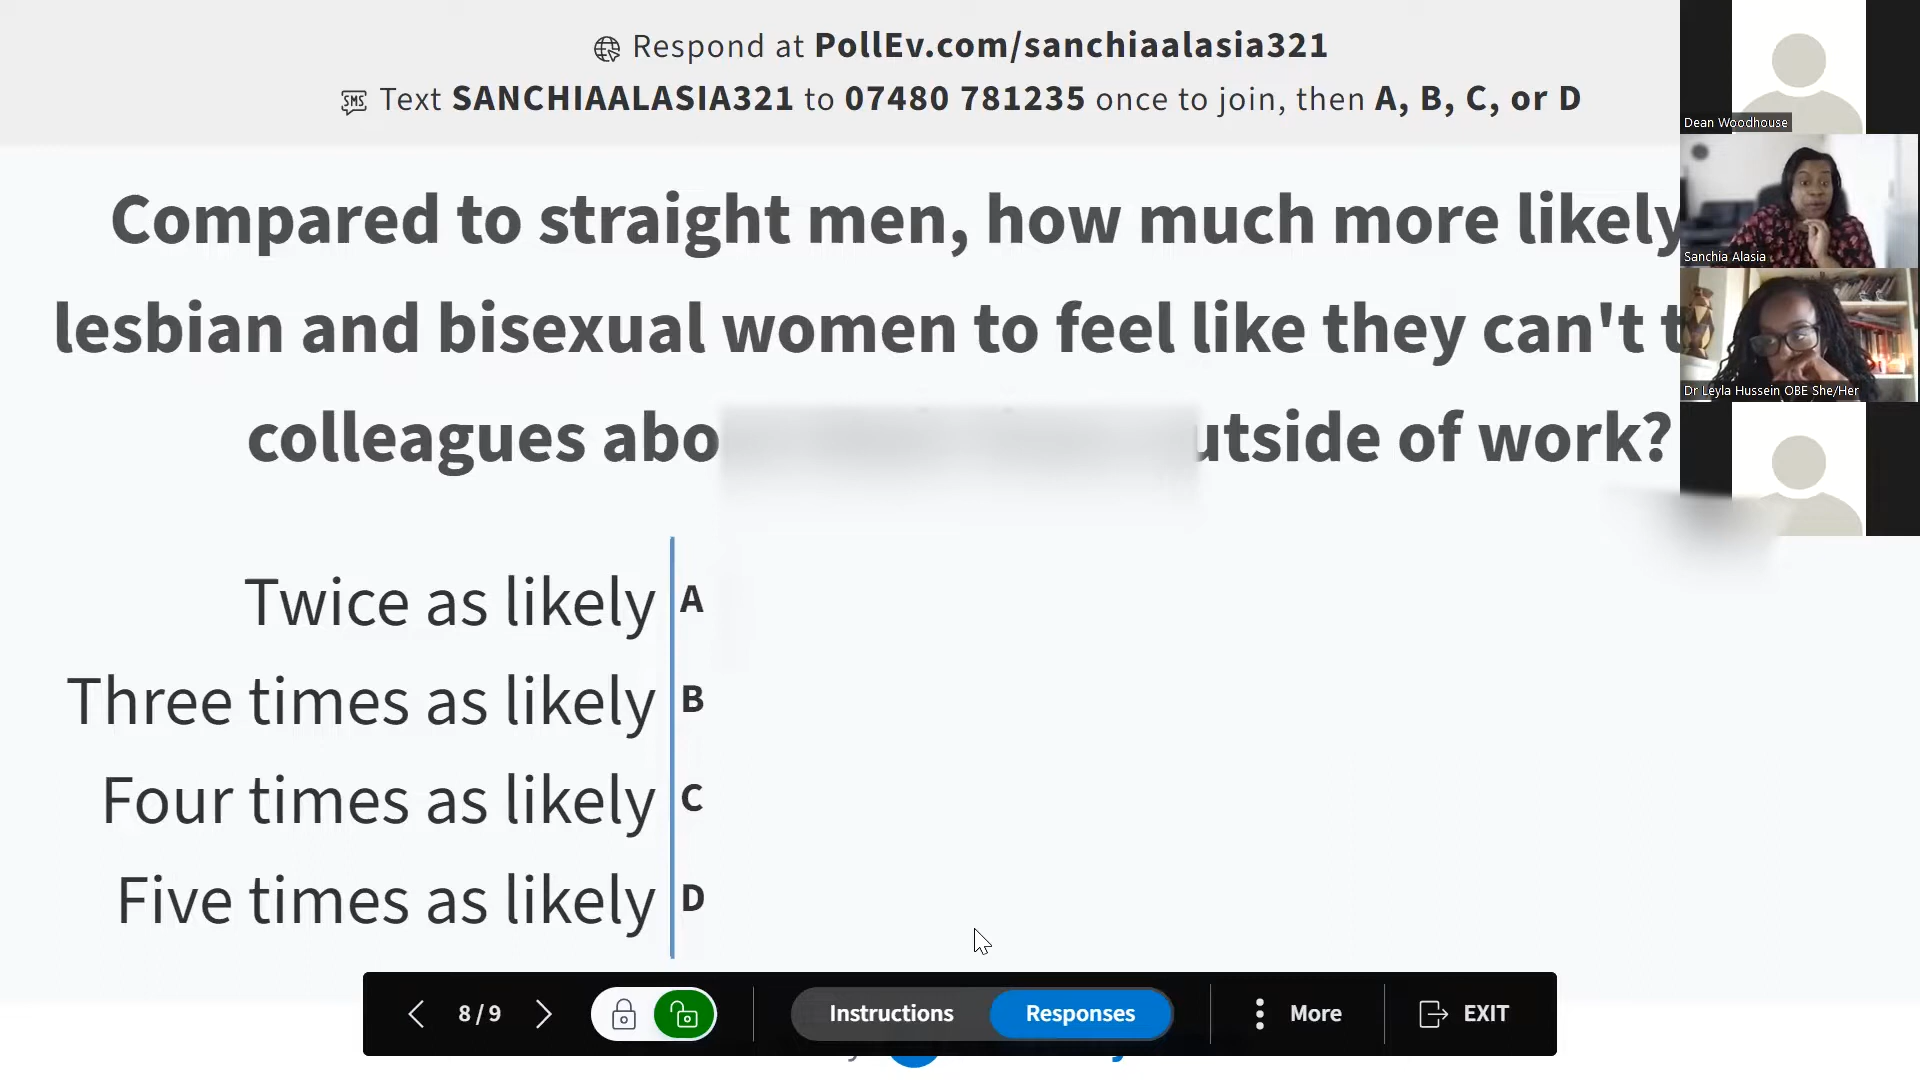 Respond at PollEv.com/sanchiaalasia321
Text SANCHIAALASIA321 to 07480 781235 once to join, then A, B, C, or D
Compared to straight men, how much more likely
lesbian and bisexual women to feel like they can't
colleagues outside of work?
Twice as likely A
Three times as likely B
Four times as likely C
Five times as likely D
Dean Woodhouse
Sanchia Alasia
Dr Leyla Hussein OBE She/Her
8 / 9
Instructions
Responses
More
EXIT